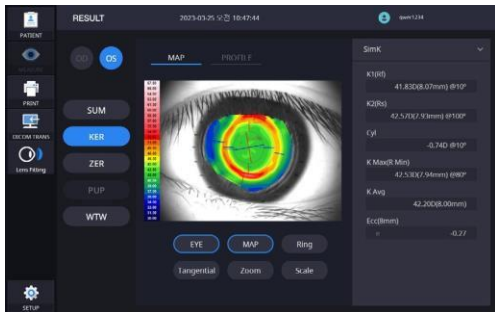 RESULT
2023-03-25 오전 10:47:44
qwer1234
PATIENT
PRINT
DICOM TRANS
Lens Fitting
SETUP
OD
OS
SUM
KER
ZER
PUP
WTW
MAP
PROFILE
EYE
MAP
Ring
Tangential
Zoom
Scale
SimK
K1(Rf)
41.83D(8.07mm) @10°
K2(Rs)
42.57D(7.93mm) @100°
Cyl
-0.74D @10°
K Max(R Min)
42.53D(7.94mm) @80°
K Avg
42.20D(8.00mm)
Ecc(8mm)
e
-0.27